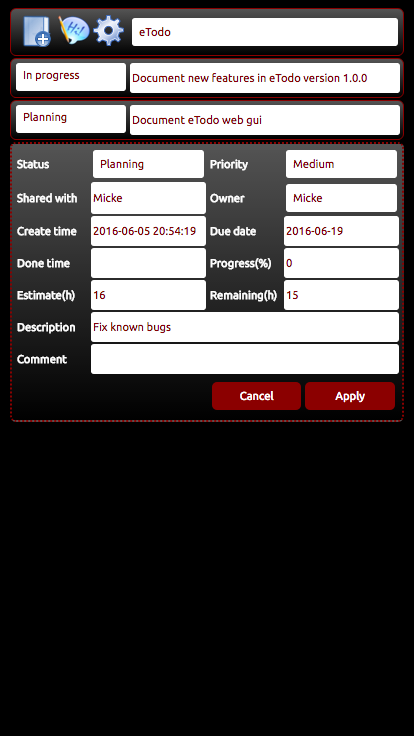 Hi!
eTodo
In progress Document new features in eTodo version 1.0.0
Planning Document eTodo web gui
Status Planning Priority Medium
Shared with Micke Owner Micke
Create time 2016-06-05 20:54:19 Due date 2016-06-19
Done time Progress(%) 0
Estimate(h) 16 Remaining(h) 15
Description Fix known bugs
Comment
Cancel Apply